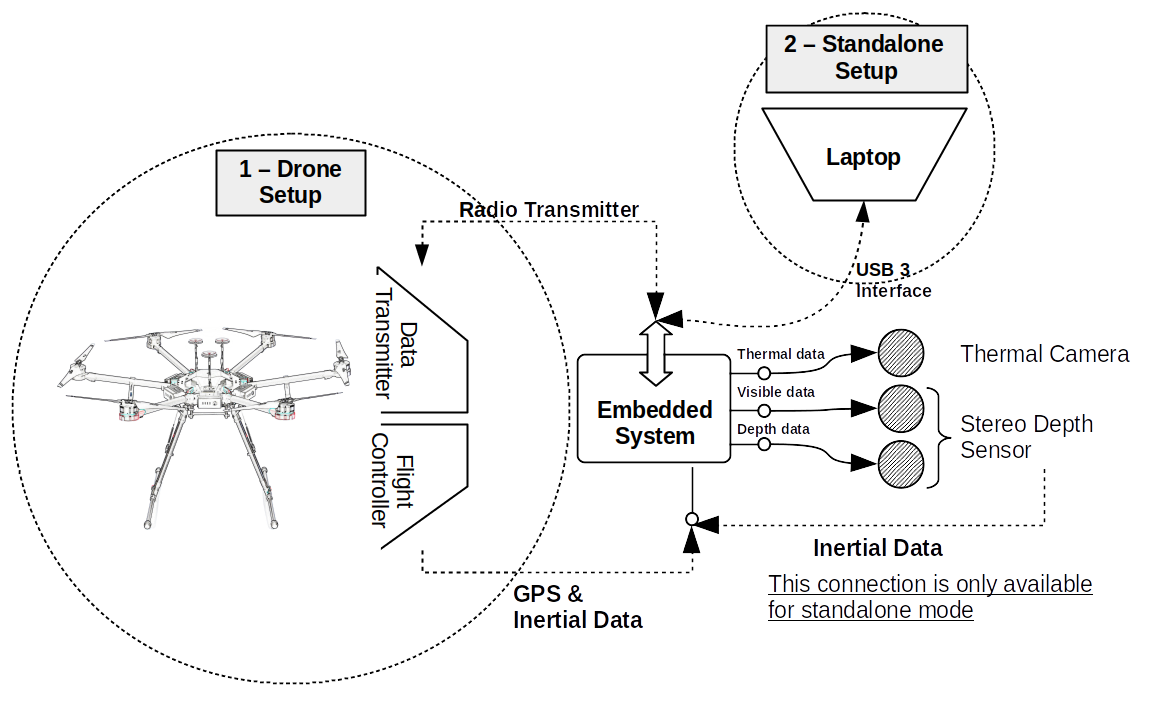 2 – Standalone
Setup
Laptop
1 – Drone
Setup
Radio Transmitter
USB 3
Interface
Data
Transmitter
Flight
Controller
Embedded
System
Thermal data
Visible data
Depth data
Thermal Camera
Stereo Depth
Sensor
GPS &
Inertial Data
Inertial Data
This connection is only available
for standalone mode